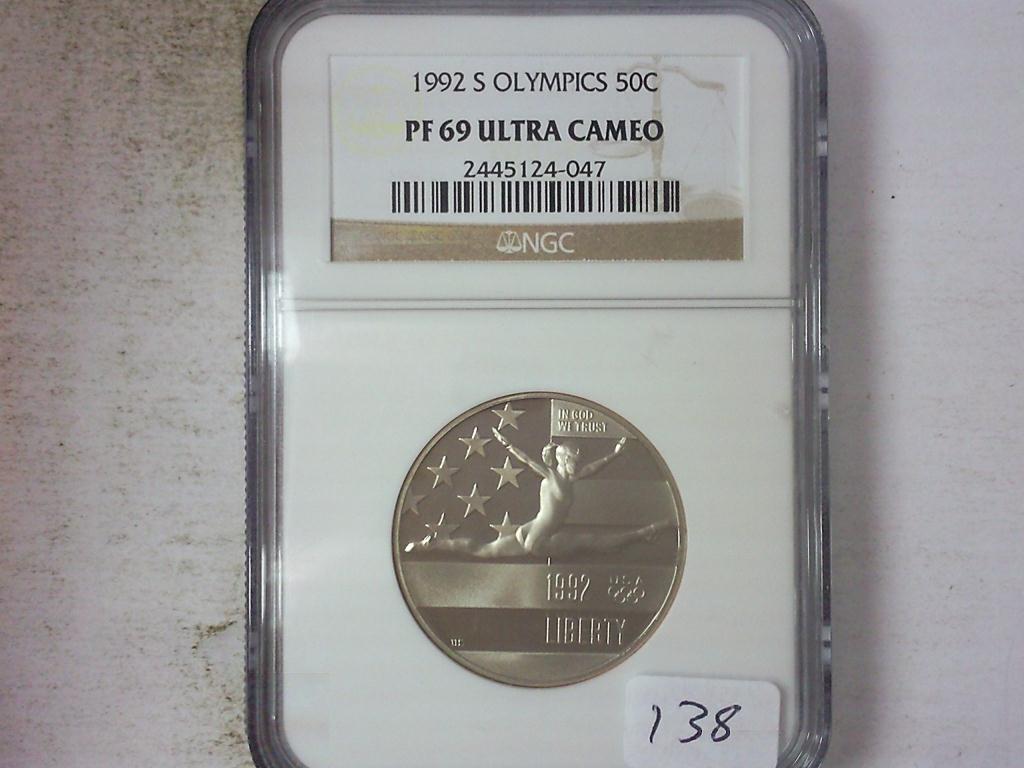 1992 S OLYMPICS 50C
PF 69 ULTRA CAMEO
2445124-047
NGC
IN GOD
WE TRUST
1992 USA
LIBERTY
138